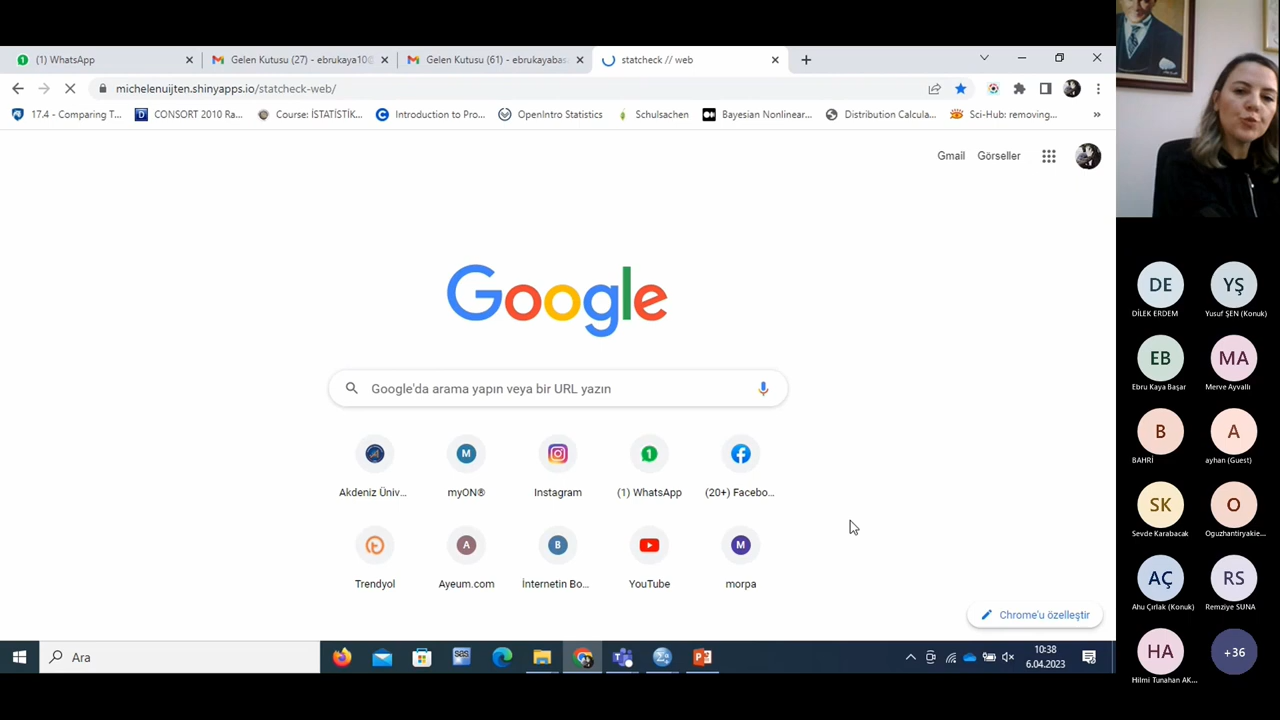 (1) WhatsApp
Gelen Kutusu (27) - ebrukaya10@
Gelen Kutusu (61) - ebrukayabas
statcheck // web
michelenuijten.shinyapps.io/statcheck-web/
17.4 - Comparing T...
CONSORT 2010 Ra...
Course: İSTATİSTİK...
Introduction to Pro...
OpenIntro Statistics
Schulsachen
Bayesian Nonlinear...
Distribution Calcula...
Sci-Hub: removing...
Gmail
Görseller
Google
Google'da arama yapın veya bir URL yazın
Akdeniz Üniv...
M
myON®
Instagram
1
(1) WhatsApp
(20+) Facebo...
Trendyol
A
Ayeum.com
B
İnternetin Bo...
YouTube
M
morpa
Chrome'u özelleştir
Ara
sas
10:38
6.04.2023
DE
DİLEK ERDEM
YŞ
Yusuf ŞEN (Konuk)
EB
Ebru Kaya Başar
MA
Merve Ayvallı
B
BAHRİ
A
ayhan (Guest)
SK
Sevde Karabacak
O
Oguzhantiryakie...
AÇ
Ahu Çırlak (Konuk)
RS
Remziye SUNA
HA
Hilmi Tunahan AK...
+36